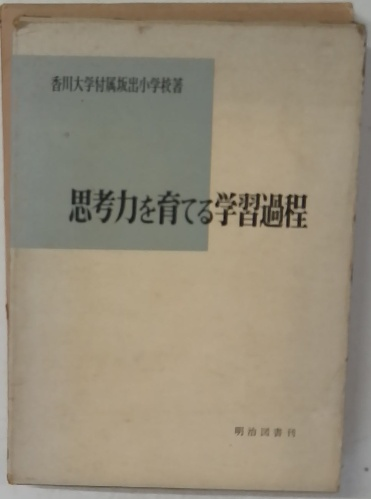 香川大学付属坂出小学校著
思考力を育てる学習過程
明治図書刊